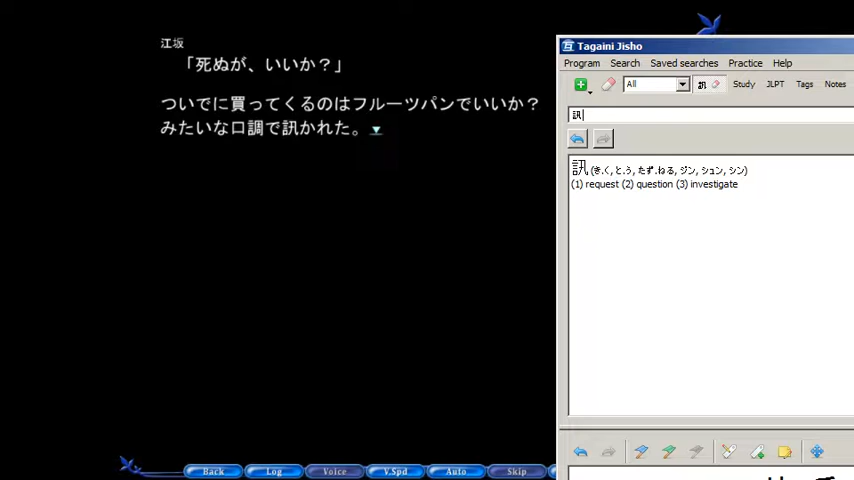 江坂
「死ぬが、いいか？」
ついでに買ってくるのはフルーツパンでいいか？
みたいな口調で訊かれた。
Back Log Voice V.Spd Auto Skip
Tagaini Jisho
Program Search Saved searches Practice Help
All 訊 Study JLPT Tags Notes
訊
訊 (き.く, と.う, たず.ねる, ジン, シュン, シン)
(1) request (2) question (3) investigate